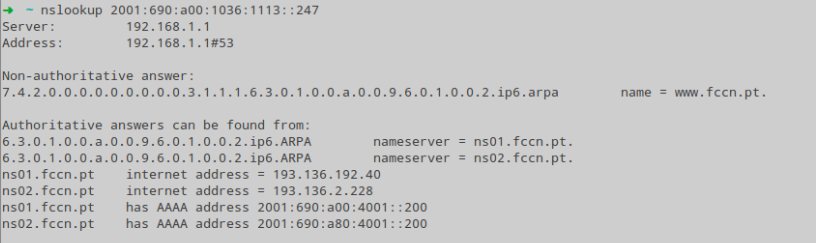 ➜ ~ nslookup 2001:690:a00:1036:1113::247
Server: 192.168.1.1
Address: 192.168.1.1#53
Non-authoritative answer:
7.4.2.0.0.0.0.0.0.0.0.0.3.1.1.1.6.3.0.1.0.0.a.0.0.9.6.0.1.0.0.2.ip6.arpa name = www.fccn.pt.
Authoritative answers can be found from:
6.3.0.1.0.0.a.0.0.9.6.0.1.0.0.2.ip6.ARPA nameserver = ns01.fccn.pt.
6.3.0.1.0.0.a.0.0.9.6.0.1.0.0.2.ip6.ARPA nameserver = ns02.fccn.pt.
ns01.fccn.pt internet address = 193.136.192.40
ns02.fccn.pt internet address = 193.136.2.228
ns01.fccn.pt has AAAA address 2001:690:a00:4001::200
ns02.fccn.pt has AAAA address 2001:690:a80:4001::200